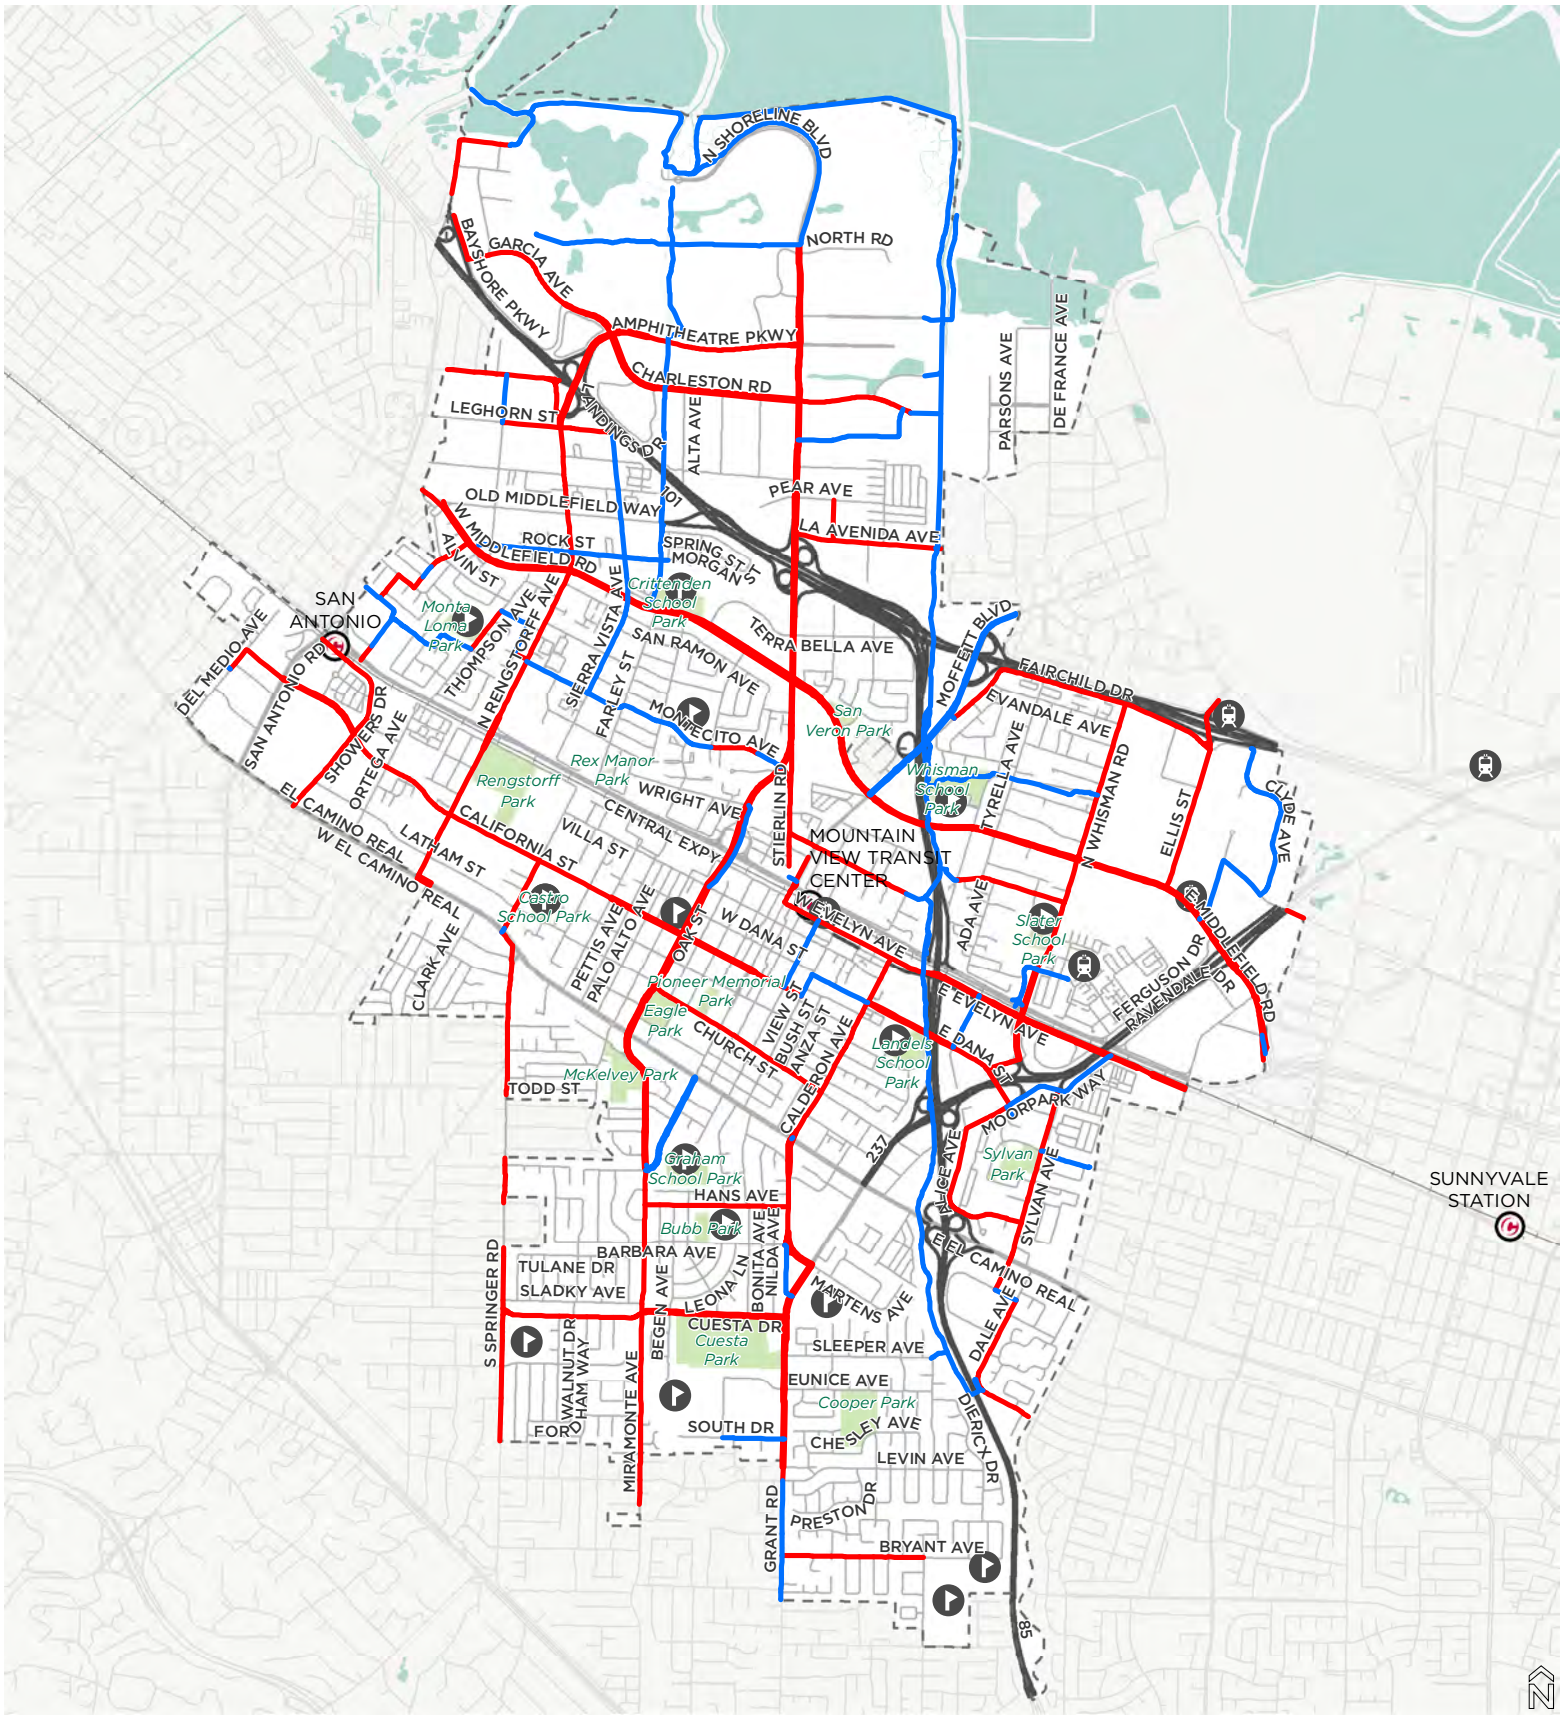 N SHORELINE BLVD
NORTH RD
BAYSHORE PKWY
GARCIA AVE
AMPHITHEATRE PKWY
CHARLESTON RD
PARSONS AVE
DE FRANCE AVE
LEGHORN ST
LANDINGS DR
ALTA AVE
OLD MIDDLEFIELD WAY
101
PEAR AVE
LA AVENIDA AVE
W MIDDLEFIELD RD
ROCK ST
SPRING ST
MORGAN ST
ALVIN ST
Crittenden
School
Park
SAN
ANTONIO
Monta
Loma
Park
THOMPSON AVE
N RENGSTORFF AVE
SIERRA VISTA AVE
FARLEY ST
SAN RAMON AVE
TERRA BELLA AVE
MOFFETT BLVD
FAIRCHILD DR
DEL MEDIO AVE
SAN ANTONIO RD
SHOWERS DR
ORTEGA AVE
MONTECITO AVE
San
Veron Park
EVANDALE AVE
TYRELLA AVE
N WHISMAN RD
Rex Manor
Park
Rengstorff
Park
Whisman
School
Park
WRIGHT AVE
CENTRAL EXPY
STIERLIN RD
ELLIS ST
CLYDE AVE
EL CAMINO REAL
W EL CAMINO REAL
LATHAM ST
CALIFORNIA ST
VILLA ST
MOUNTAIN
VIEW TRANSIT
CENTER
Castro
School Park
PETTIS AVE
PALO ALTO AVE
OAK ST
W DANA ST
W EVELYN AVE
ADA AVE
Slater
School
Park
E MIDDLEFIELD RD
CLARK AVE
FERGUSON DR
RAVENDALE DR
Pioneer Memorial
Park
Eagle
Park
VIEW ST
BUSH ST
ANZA ST
CALDERON AVE
E EVELYN AVE
E DANA ST
Landels
School
Park
CHURCH ST
McKelvey Park
TODD ST
MOORPARK WAY
237
ALICE AVE
Sylvan
Park
SYLVAN AVE
Graham
School Park
HANS AVE
Bubb Park
SUNNYVALE
STATION
S SPRINGER RD
BARBARA AVE
TULANE DR
SLADKY AVE
BEGEN AVE
LEONA LN
BONITA AVE
NILDA AVE
E EL CAMINO REAL
MARTENS AVE
DALE AVE
CUESTA DR
Cuesta
Park
WALNUT DR
FORDHAM WAY
MIRAMONTE AVE
SLEEPER AVE
EUNICE AVE
Cooper Park
SOUTH DR
CHESLEY AVE
LEVIN AVE
DIERICX DR
GRANT RD
PRESTON DR
BRYANT AVE
85
N